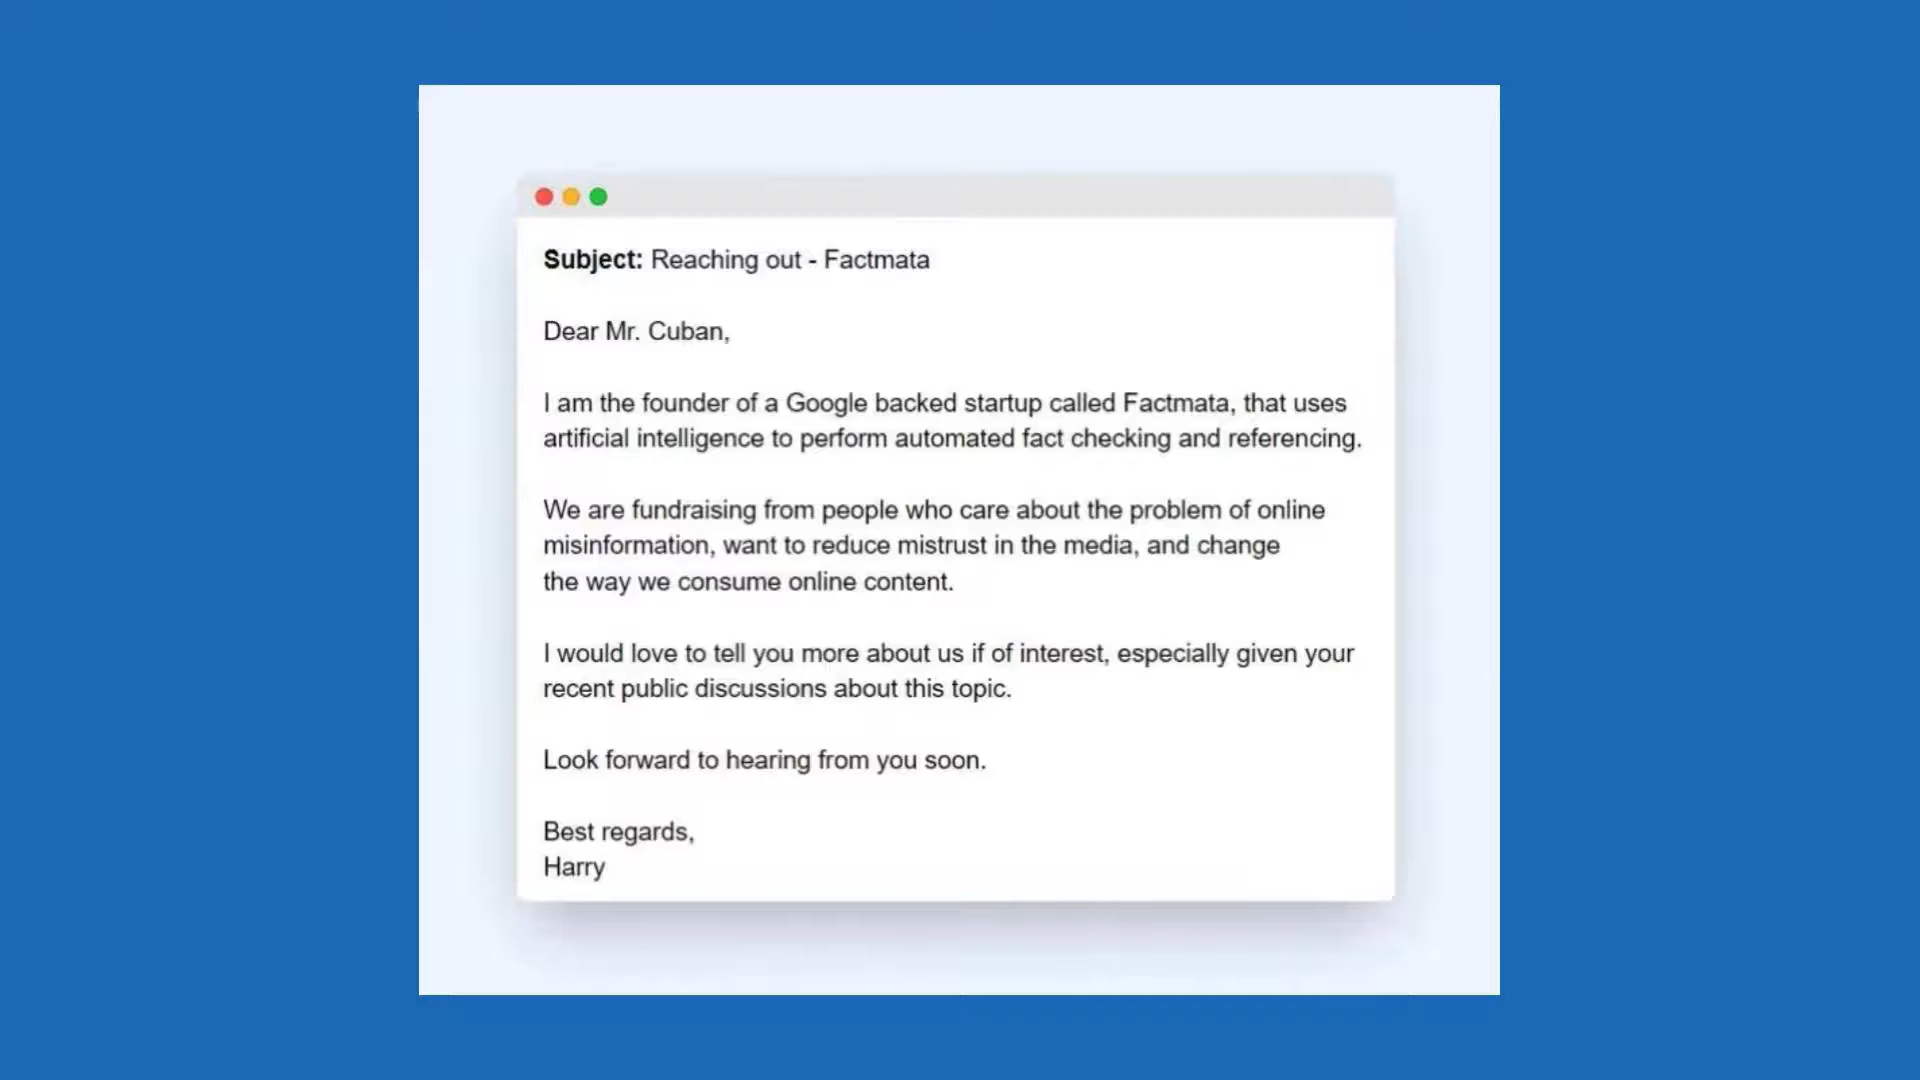 Subject: Reaching out - Factmata
Dear Mr. Cuban,
I am the founder of a Google backed startup called Factmata, that uses
artificial intelligence to perform automated fact checking and referencing.
We are fundraising from people who care about the problem of online
misinformation, want to reduce mistrust in the media, and change
the way we consume online content.
I would love to tell you more about us if of interest, especially given your
recent public discussions about this topic.
Look forward to hearing from you soon.
Best regards,
Harry